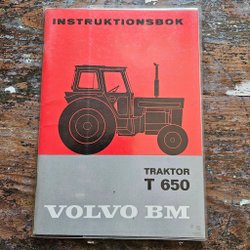 INSTRUKTIONSBOK
TRAKTOR
T 650
VOLVO BM